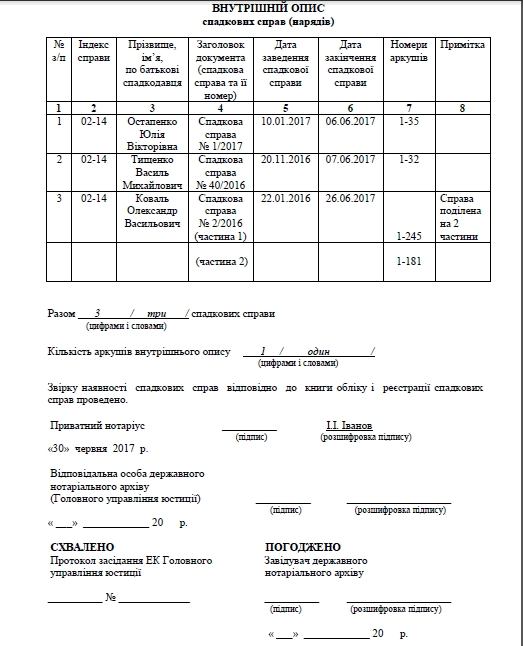 ВНУТРІШНІЙ ОПИС
спадкових справ (нарядів)
№ з/п | Індекс справи | Прізвище, ім’я, по батькові спадкодавця | Заголовок документа (спадкова справа та її номер) | Дата заведення спадкової справи | Дата закінчення спадкової справи | Номери аркушів | Примітка
1 | 2 | 3 | 4 | 5 | 6 | 7 | 8
1 | 02-14 | Остапенко Юлія Вікторівна | Спадкова справа № 1/2017 | 10.01.2017 | 06.06.2017 | 1-35
2 | 02-14 | Тищенко Василь Михайлович | Спадкова справа № 40/2016 | 20.11.2016 | 07.06.2017 | 1-32
3 | 02-14 | Коваль Олександр Васильович | Спадкова справа № 2/2016 (частина 1) | 22.01.2016 | 26.06.2017 | 1-245 | Справа поділена на 2 частини
(частина 2) | 1-181
Разом 3 / три / спадкових справи
(цифрами і словами)
Кількість аркушів внутрішнього опису 1 / один /
(цифрами і словами)
Звірку наявності спадкових справ відповідно до книги обліку і реєстрації спадкових
справ проведено.
Приватний нотаріус __________ І.І. Іванов
(підпис) (розшифровка підпису)
«30» червня 2017 р.
Відповідальна особа державного
нотаріального архіву
(Головного управління юстиції) __________ ____________________
(підпис) (розшифровка підпису)
« ___» ____________ 20 р.
СХВАЛЕНО ПОГОДЖЕНО
Протокол засідання ЕК Головного Завідувач державного
управління юстиції нотаріального архіву
__________ № ____________ __________ ____________________
(підпис) (розшифровка підпису)
« ___» ____________ 20 р.